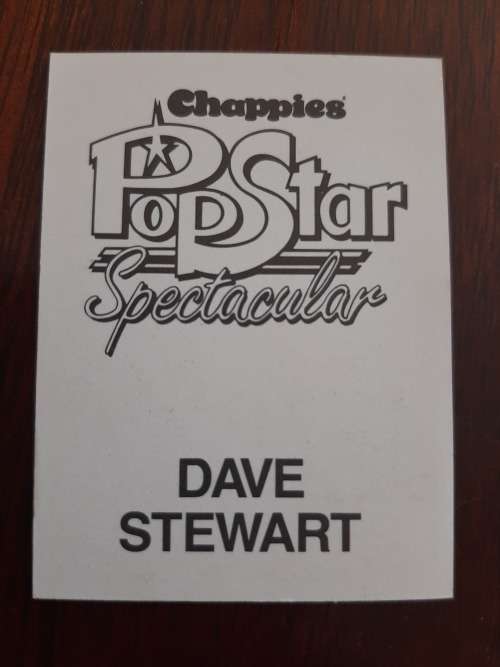 Chappies
PopStar
Spectacular
DAVE
STEWART